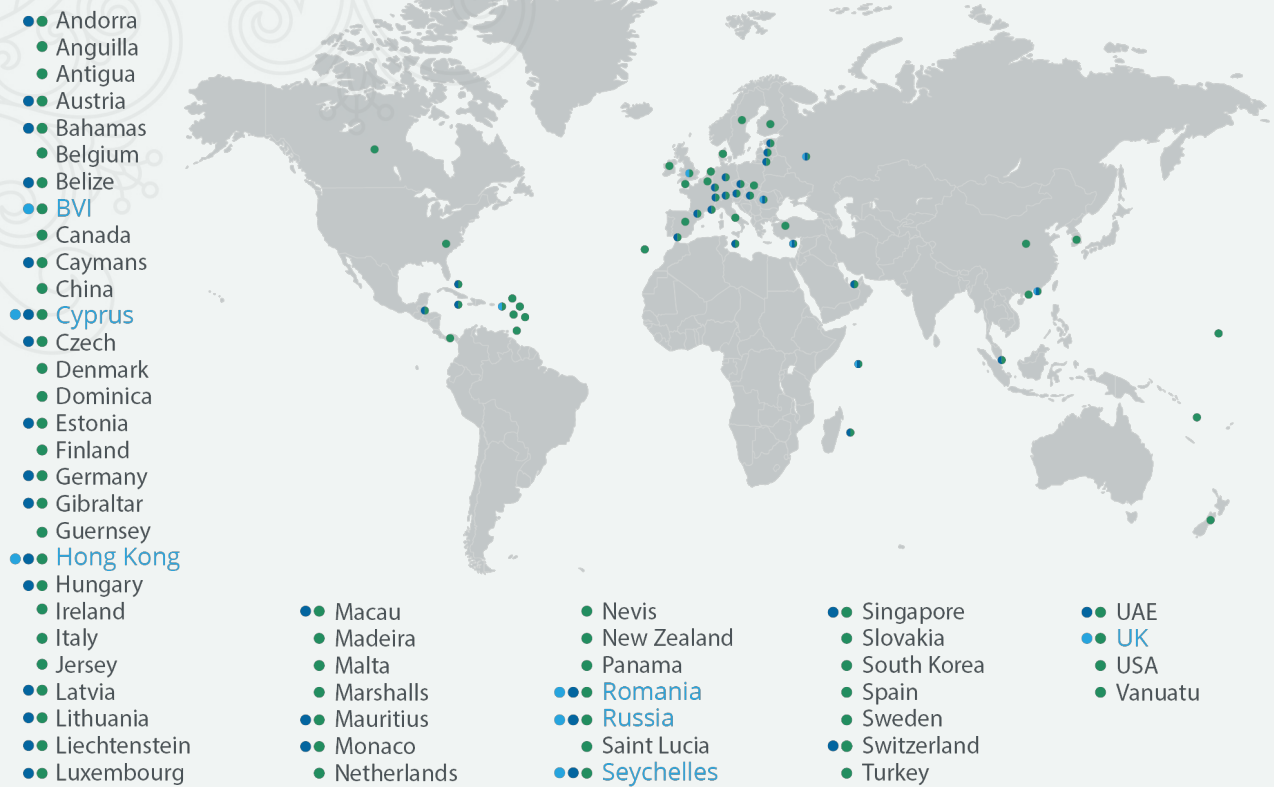 Andorra
Anguilla
Antigua
Austria
Bahamas
Belgium
Belize
BVI
Canada
Caymans
China
Cyprus
Czech
Denmark
Dominica
Estonia
Finland
Germany
Gibraltar
Guernsey
Hong Kong
Hungary
Ireland
Italy
Jersey
Latvia
Lithuania
Liechtenstein
Luxembourg
Macau
Madeira
Malta
Marshalls
Mauritius
Monaco
Netherlands
Nevis
New Zealand
Panama
Romania
Russia
Saint Lucia
Seychelles
Singapore
Slovakia
South Korea
Spain
Sweden
Switzerland
Turkey
UAE
UK
USA
Vanuatu